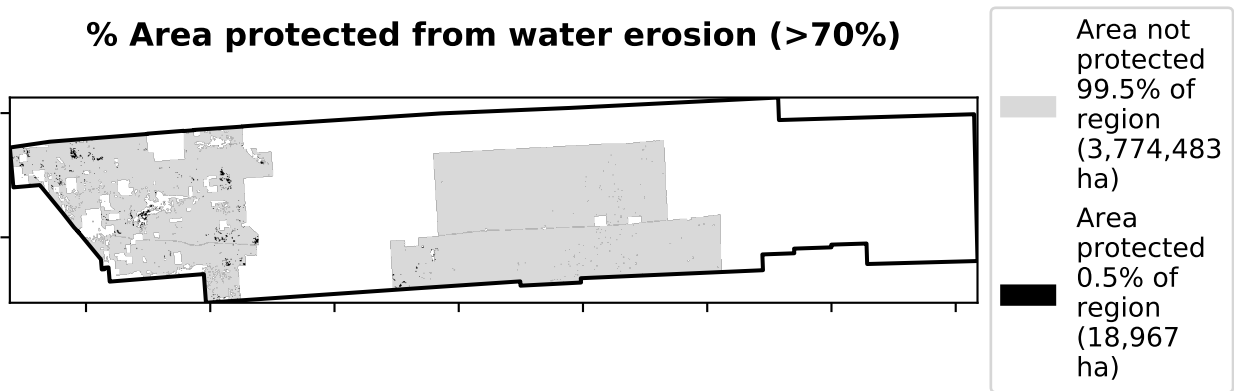 % Area protected from water erosion (>70%)
Area not
protected
99.5% of
region
(3,774,483
ha)
Area
protected
0.5% of
region
(18,967
ha)